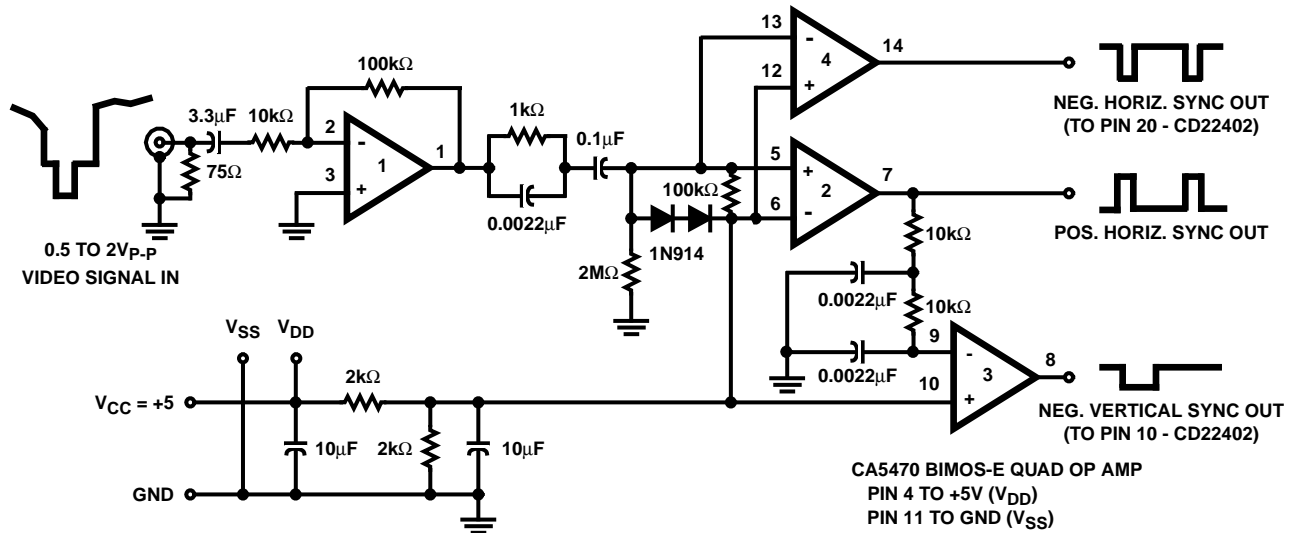 13
14
-
4
12
+
NEG. HORIZ. SYNC OUT
(TO PIN 20 - CD22402)
100kΩ
3.3µF
10kΩ
2
-
1
1
3
+
75Ω
1kΩ
0.1µF
0.0022µF
5
+
7
2
100kΩ
6
-
1N914
2MΩ
POS. HORIZ. SYNC OUT
0.5 TO 2VP-P
VIDEO SIGNAL IN
10kΩ
0.0022µF
10kΩ
9
-
8
0.0022µF
3
10
+
NEG. VERTICAL SYNC OUT
(TO PIN 10 - CD22402)
VSS
VDD
2kΩ
VCC = +5
10µF
2kΩ
10µF
GND
CA5470 BIMOS-E QUAD OP AMP
PIN 4 TO +5V (VDD)
PIN 11 TO GND (VSS)